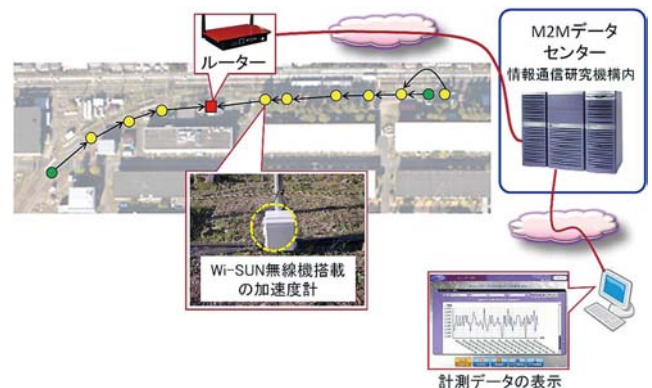 ルーター
M2Mデータ
センター
情報通信研究機構内
Wi-SUN無線機搭載
の加速度計
計測データの表示